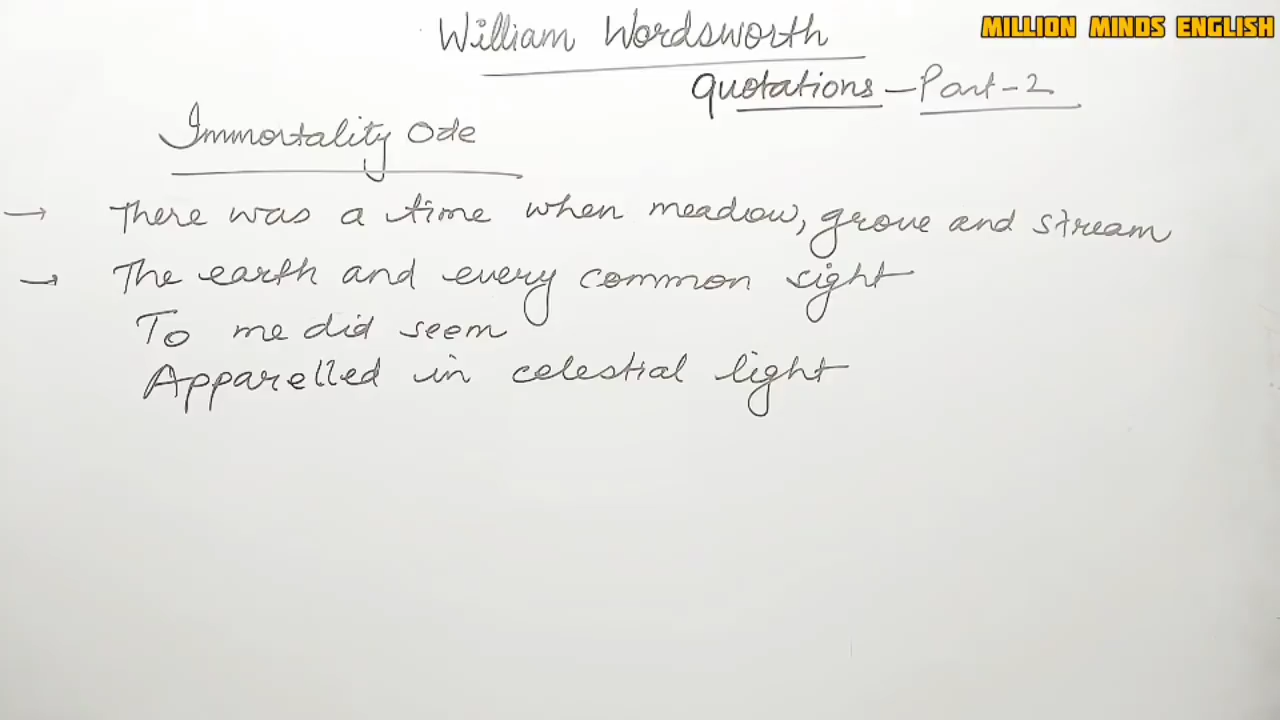 William Wordsworth
MILLION MINDS ENGLISH
Quotations - Part - 2
Immortality Ode
→ There was a time when meadow, grove and stream
→ The earth and every common sight
To me did seem
Apparelled in celestial light